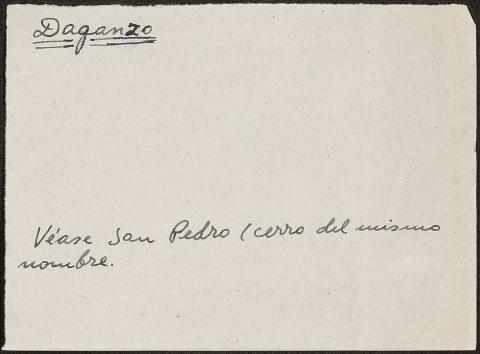 Daganzo
Véase San Pedro (cerro del mismo
nombre.